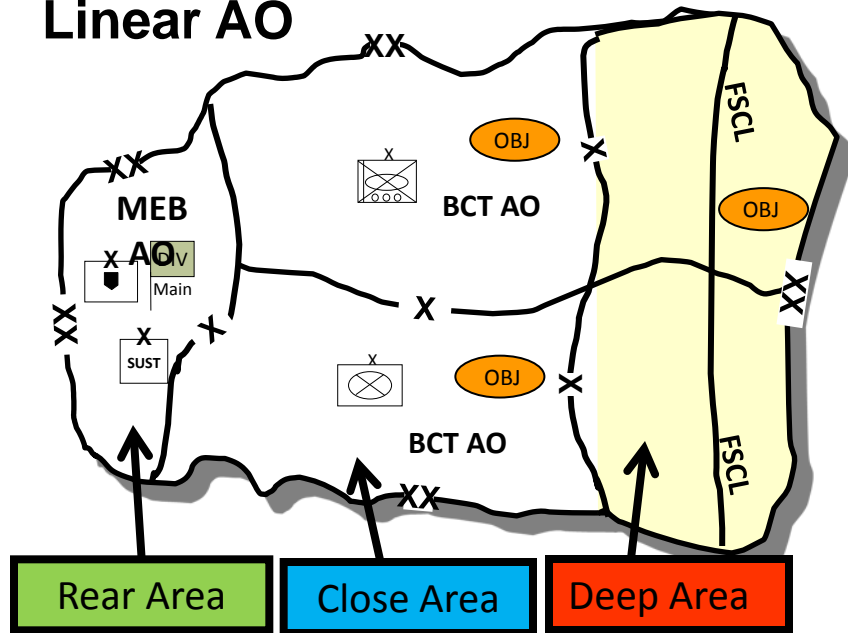 Linear AO
XX
FSCL
X
OBJ
XX
X
MEB
AO
BCT AO
OBJ
X
DIV
Main
XX
XX
X
X
X
SUST
X
OBJ
X
BCT AO
FSCL
XX
Rear Area
Close Area
Deep Area